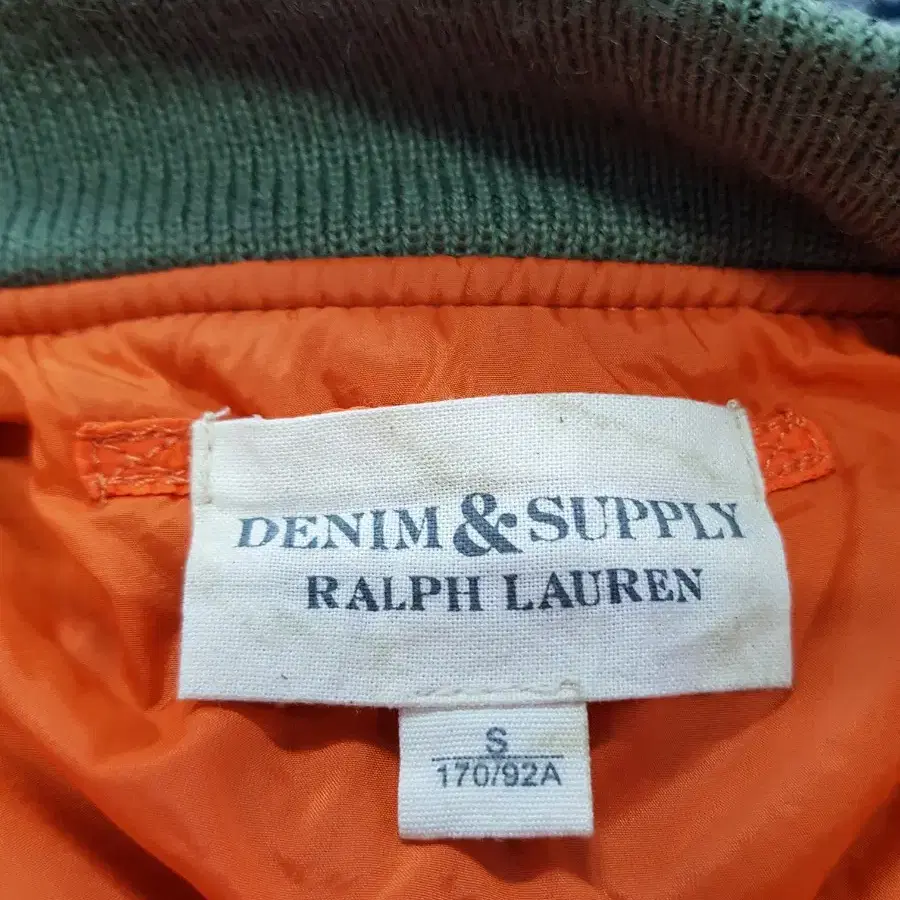 DENIM & SUPPLY
RALPH LAUREN
S
170/92A